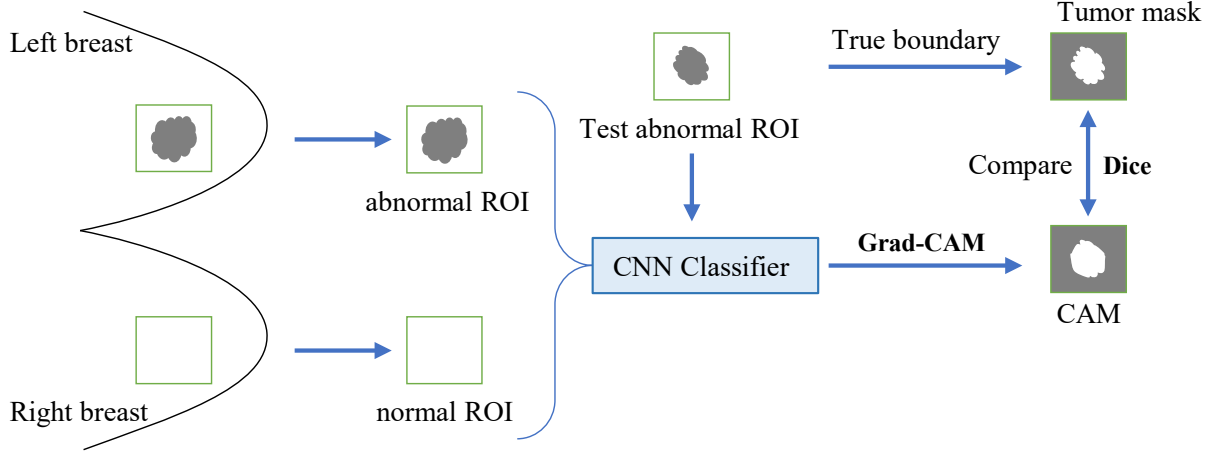 Left breast
abnormal ROI
Right breast
normal ROI
Test abnormal ROI
CNN Classifier
True boundary
Tumor mask
Compare Dice
Grad-CAM
CAM